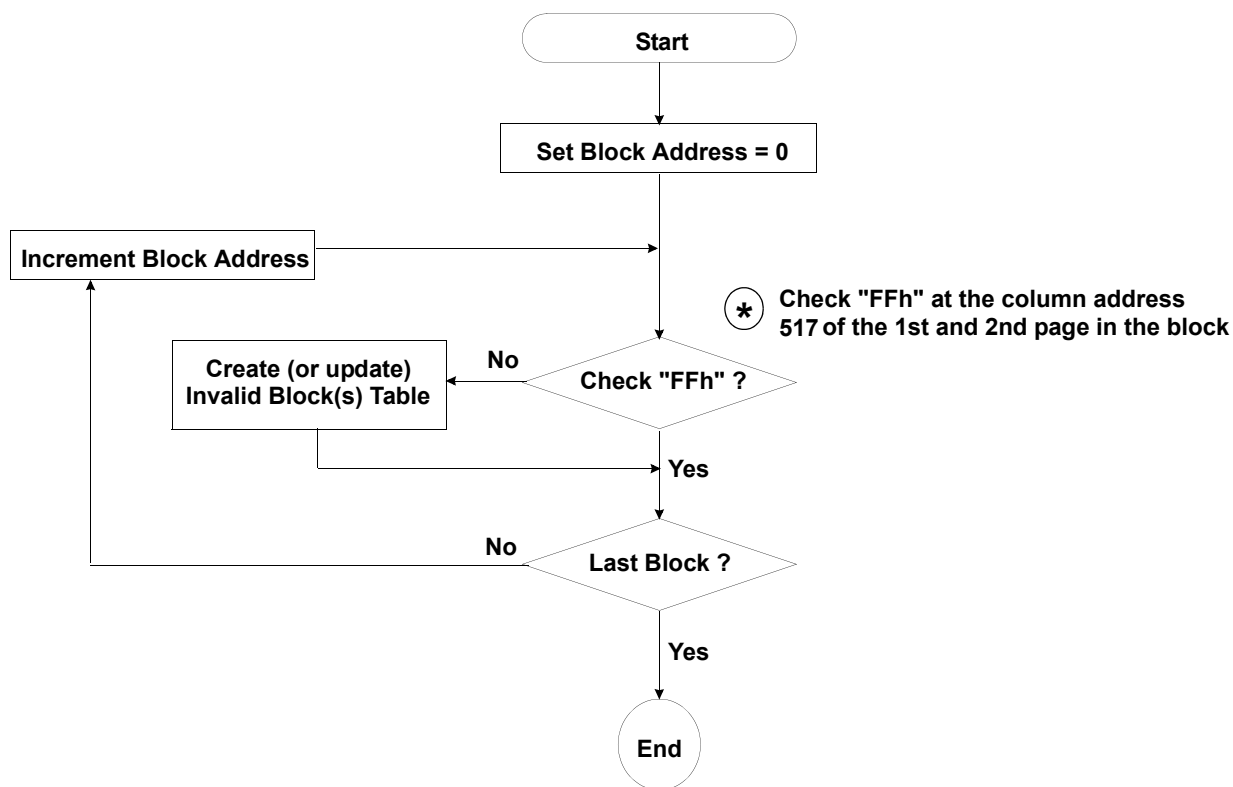 Start
Set Block Address = 0
Increment Block Address
* Check "FFh" at the column address
517 of the 1st and 2nd page in the block
No
Create (or update)
Invalid Block(s) Table
Check "FFh" ?
Yes
No
Last Block ?
Yes
End